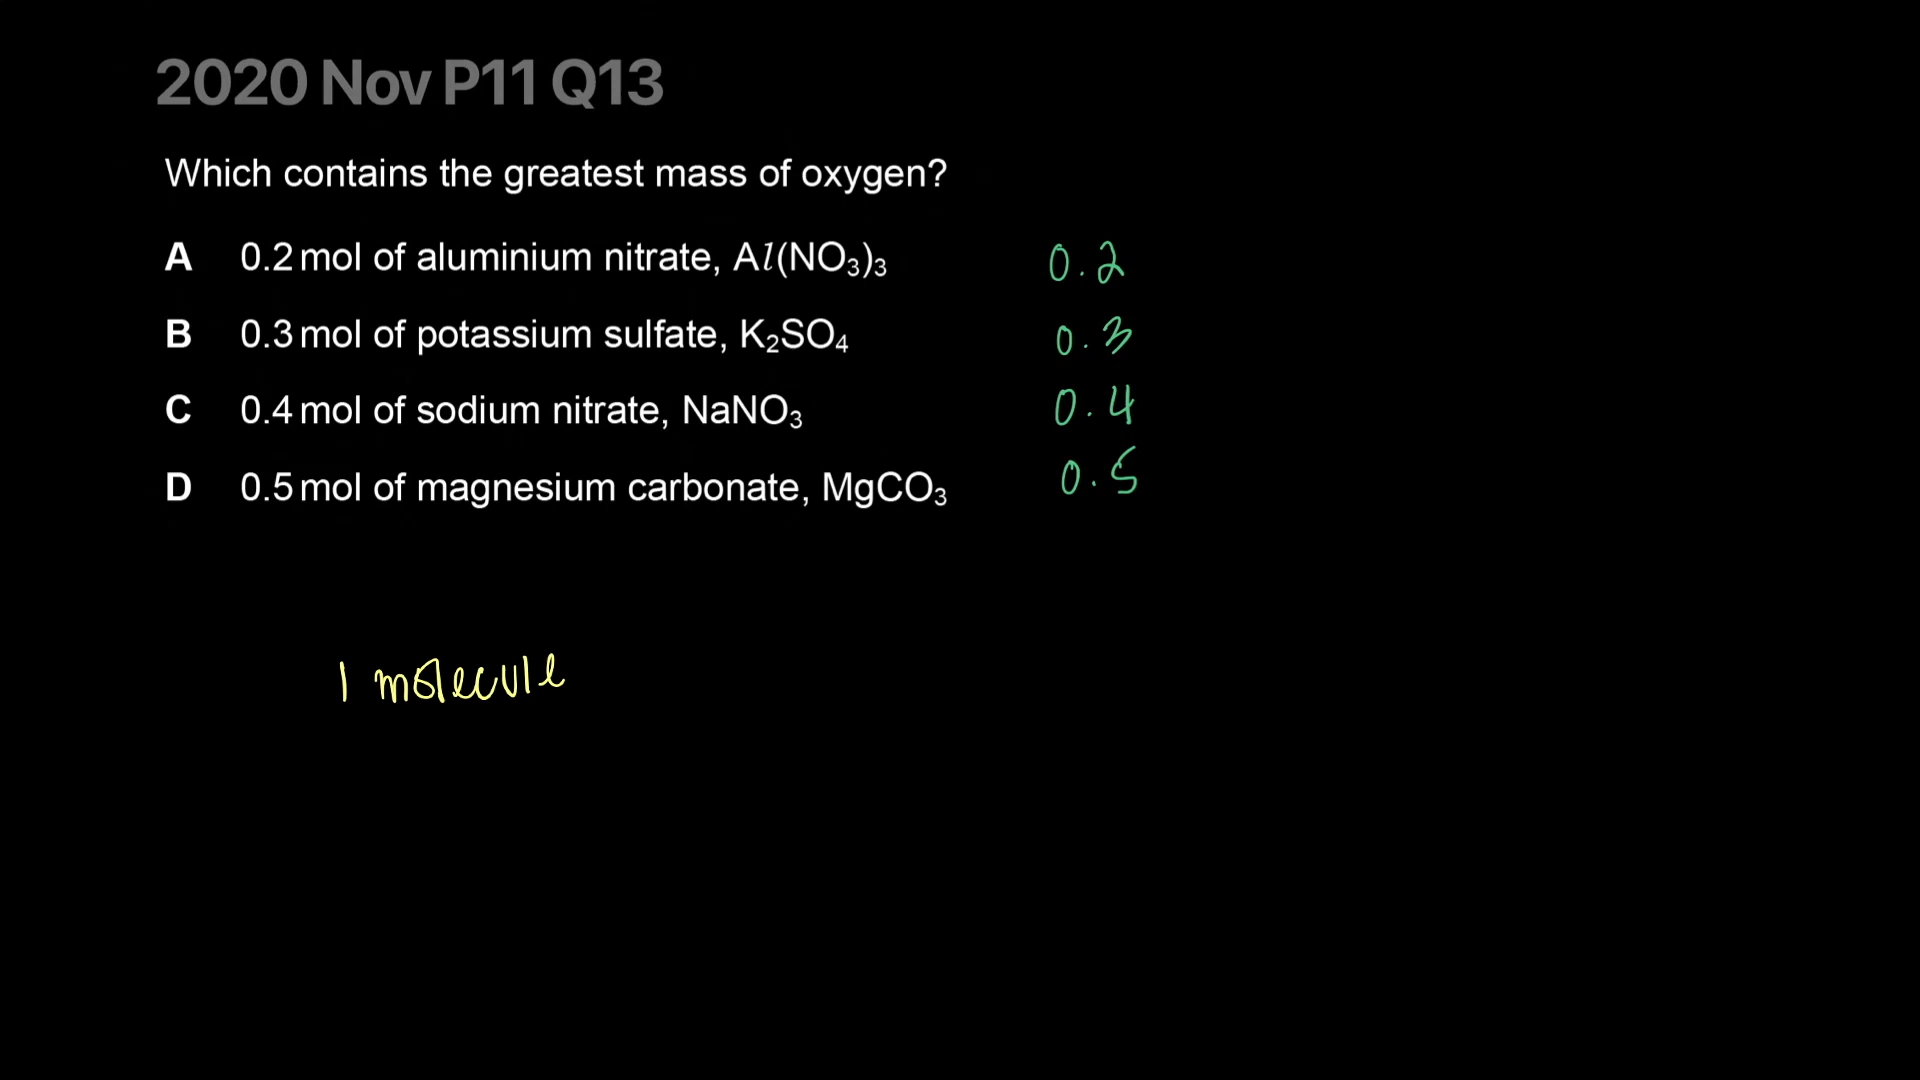 2020 Nov P11 Q13
Which contains the greatest mass of oxygen?
A 0.2 mol of aluminium nitrate, Al(NO₃)₃ 0.2
B 0.3 mol of potassium sulfate, K₂SO₄ 0.3
C 0.4 mol of sodium nitrate, NaNO₃ 0.4
D 0.5 mol of magnesium carbonate, MgCO₃ 0.5
1 molecule